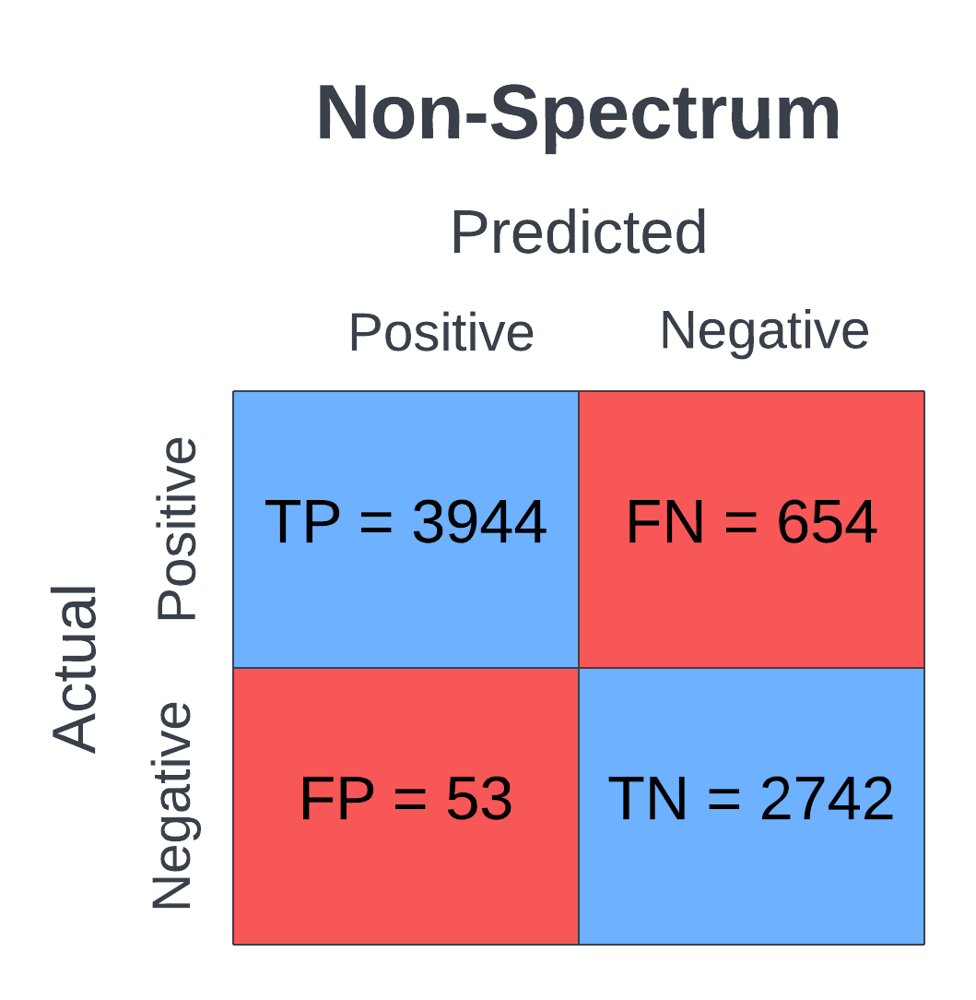 Non-Spectrum
Predicted
Positive
Negative
Actual
Positive
TP = 3944
FN = 654
Negative
FP = 53
TN = 2742